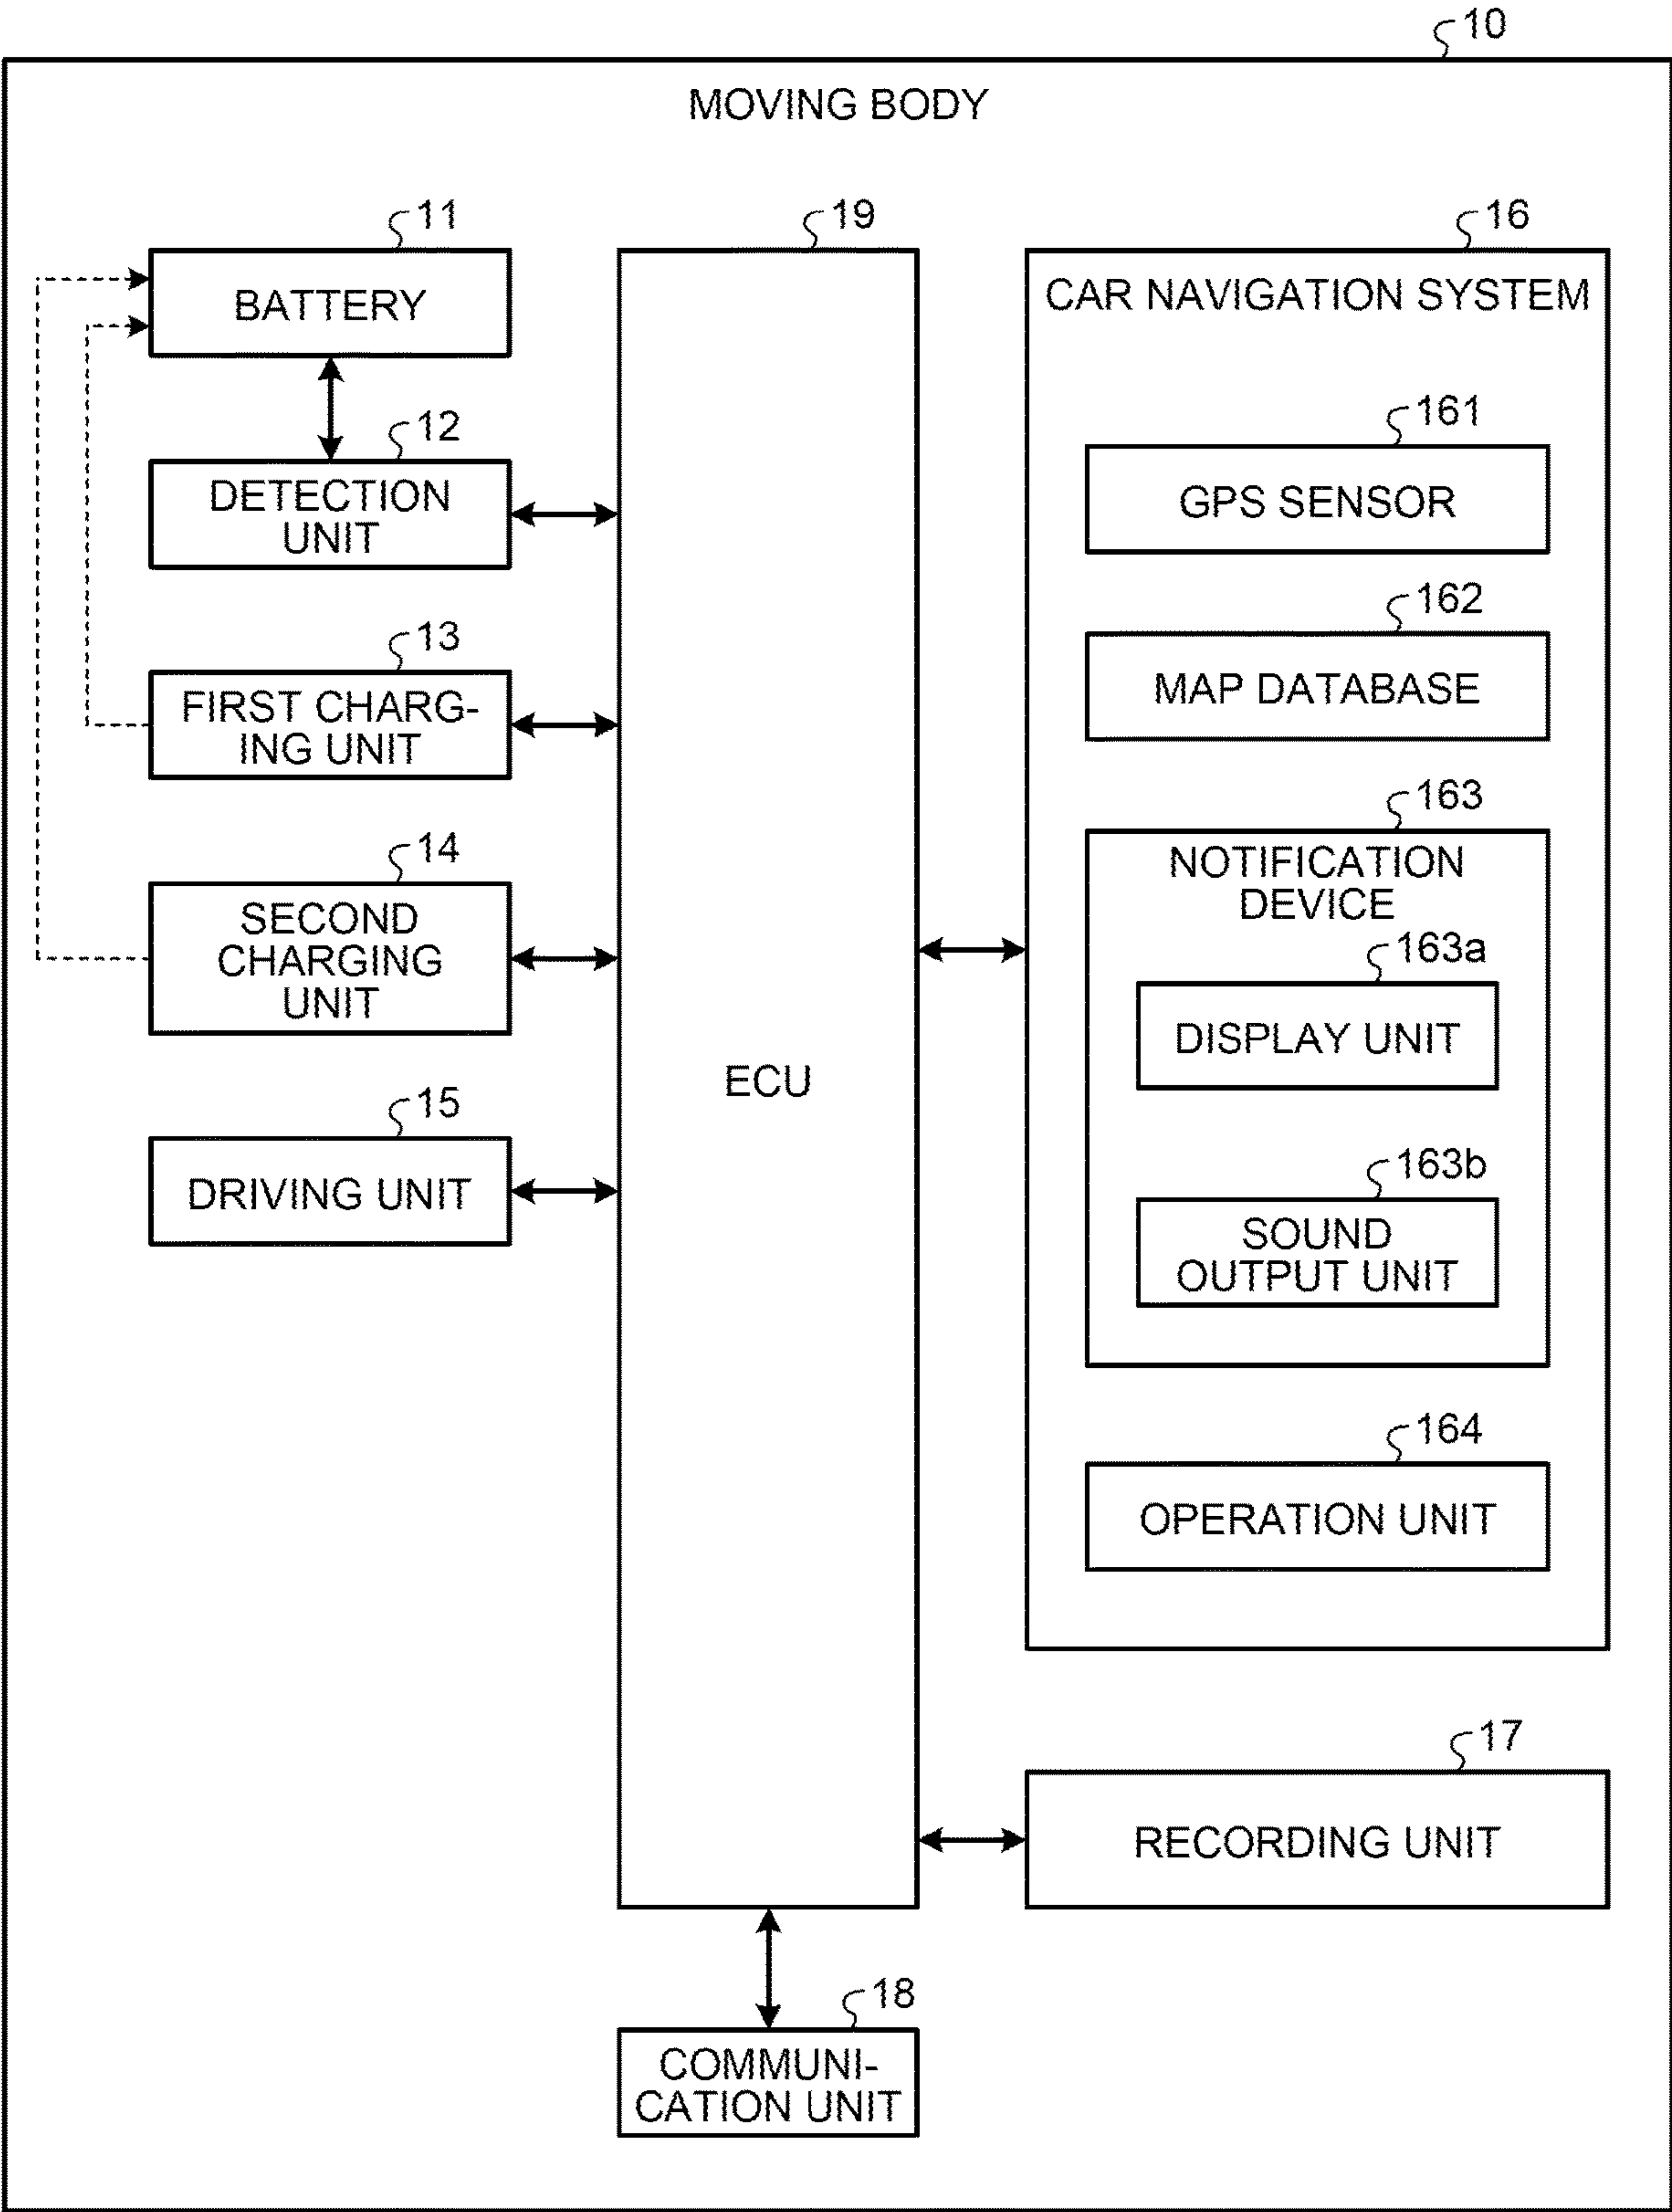 10
MOVING BODY
11
BATTERY
12
DETECTION
UNIT
13
FIRST CHARG-
ING UNIT
14
SECOND
CHARGING
UNIT
15
DRIVING UNIT
19
ECU
16
CAR NAVIGATION SYSTEM
161
GPS SENSOR
162
MAP DATABASE
163
NOTIFICATION
DEVICE
163a
DISPLAY UNIT
163b
SOUND
OUTPUT UNIT
164
OPERATION UNIT
17
RECORDING UNIT
18
COMMUNI-
CATION UNIT